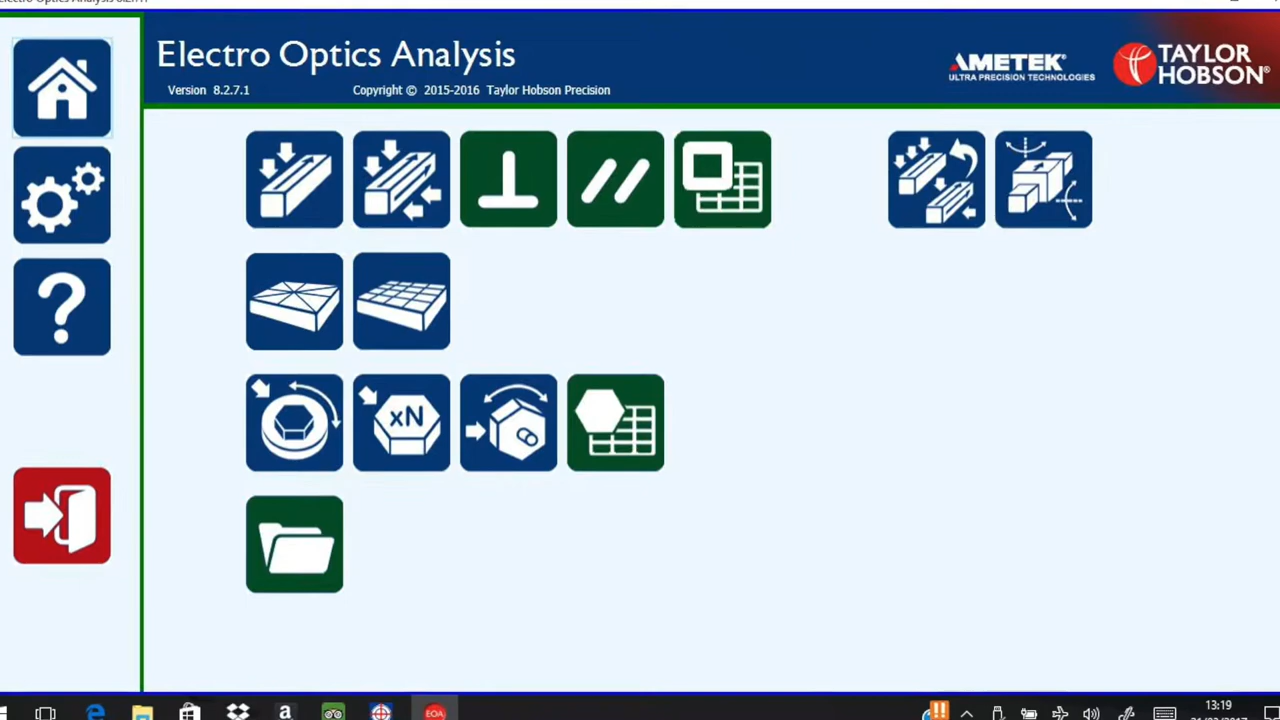 Electro Optics Analysis
AMETEK®
ULTRA PRECISION TECHNOLOGIES
TAYLOR
HOBSON®
Version 8.2.7.1
Copyright © 2015-2016 Taylor Hobson Precision
xN
EOA
13:19